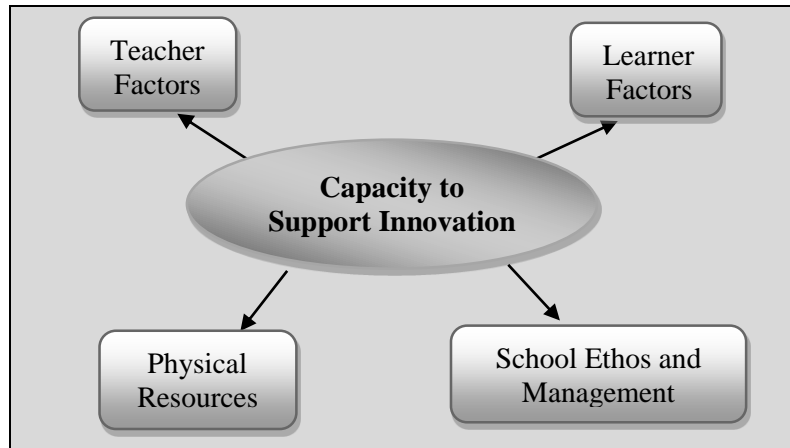 Teacher
Factors
Learner
Factors
Capacity to
Support Innovation
Physical
Resources
School Ethos and
Management